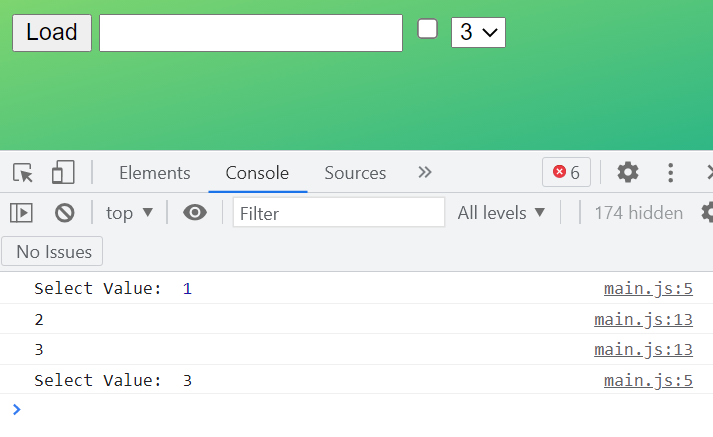 Load 3
Elements Console Sources 6
top Filter All levels 174 hidden
No Issues
Select Value: 1 main.js:5
2 main.js:13
3 main.js:13
Select Value: 3 main.js:5